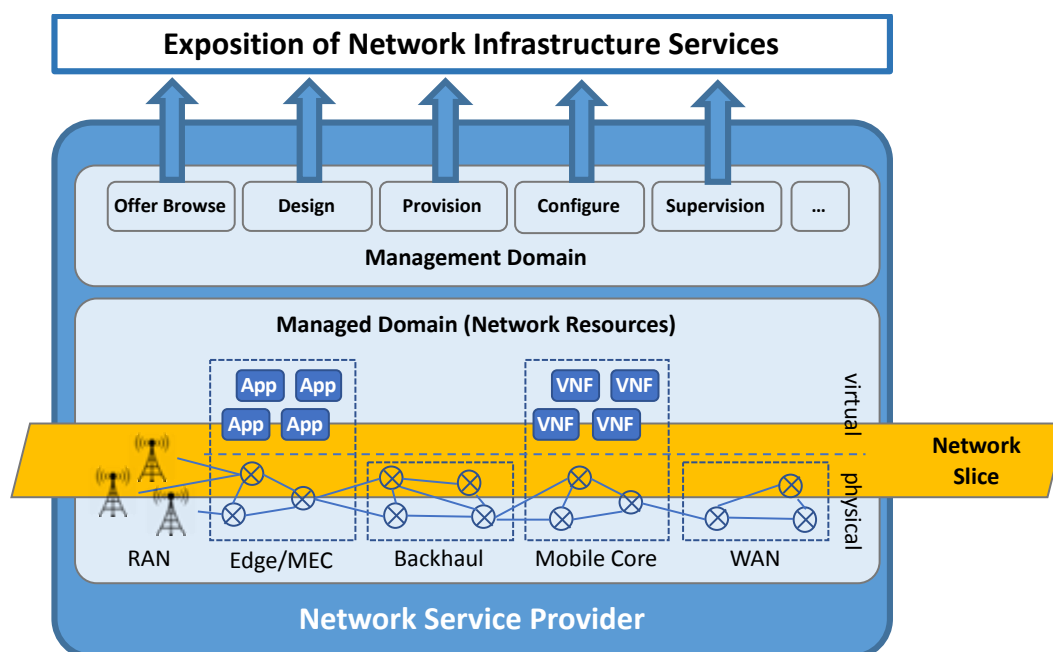 Exposition of Network Infrastructure Services
Offer Browse
Design
Provision
Configure
Supervision
...
Management Domain
Managed Domain (Network Resources)
App
App
App
App
VNF
VNF
VNF
VNF
virtual
physical
Network
Slice
RAN
Edge/MEC
Backhaul
Mobile Core
WAN
Network Service Provider